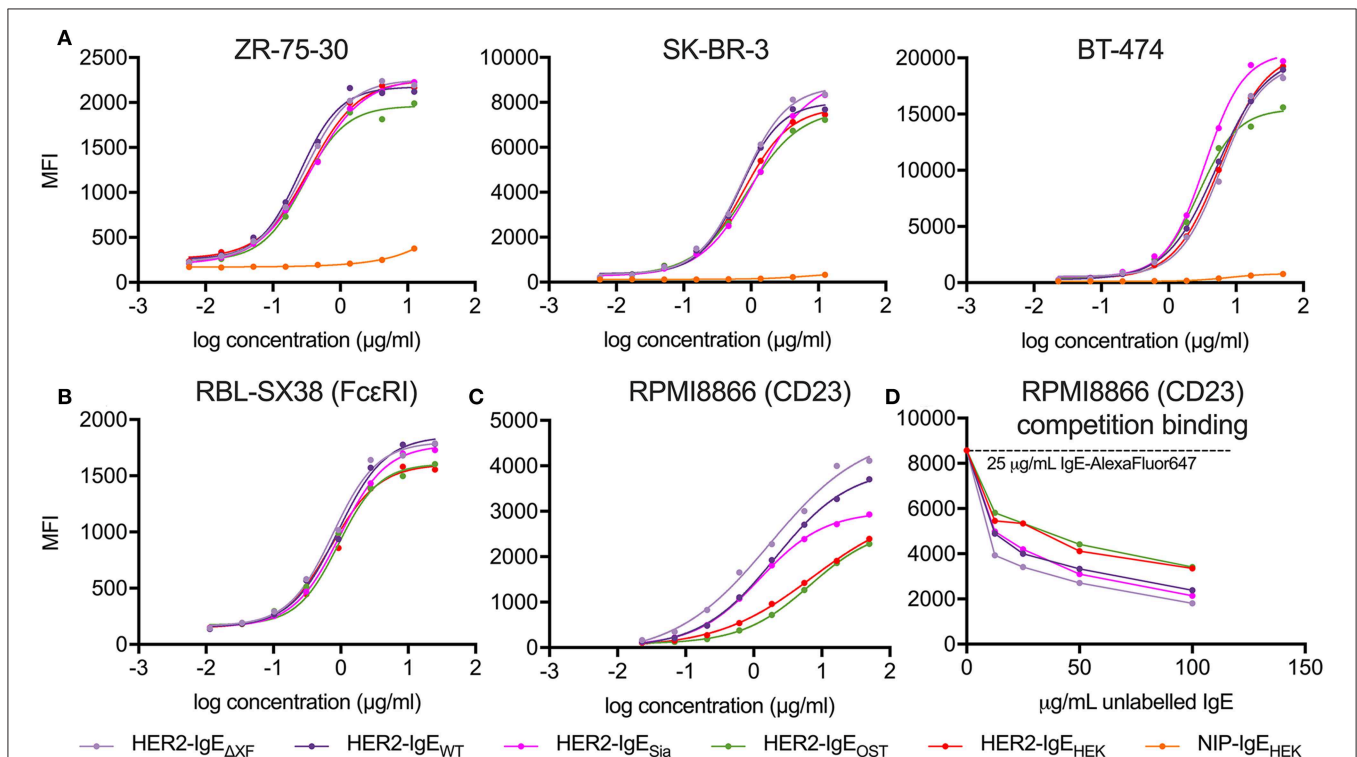 A
ZR-75-30
SK-BR-3
BT-474
MFI
2500
2000
1500
1000
500
0
-3 -2 -1 0 1 2
log concentration (µg/ml)
10000
8000
6000
4000
2000
0
-3 -2 -1 0 1 2
log concentration (µg/ml)
20000
15000
10000
5000
0
-3 -2 -1 0 1 2
log concentration (µg/ml)
B
RBL-SX38 (FcεRI)
MFI
2000
1500
1000
500
0
-3 -2 -1 0 1 2
log concentration (µg/ml)
C
RPMI8866 (CD23)
5000
4000
3000
2000
1000
0
-3 -2 -1 0 1 2
log concentration (µg/ml)
D
RPMI8866 (CD23)
competition binding
25 µg/mL IgE-AlexaFluor647
10000
8000
6000
4000
2000
0
0 50 100 150
µg/mL unlabelled IgE
HER2-IgEΔXF HER2-IgEWT HER2-IgESia HER2-IgEOST HER2-IgEHEK NIP-IgEHEK